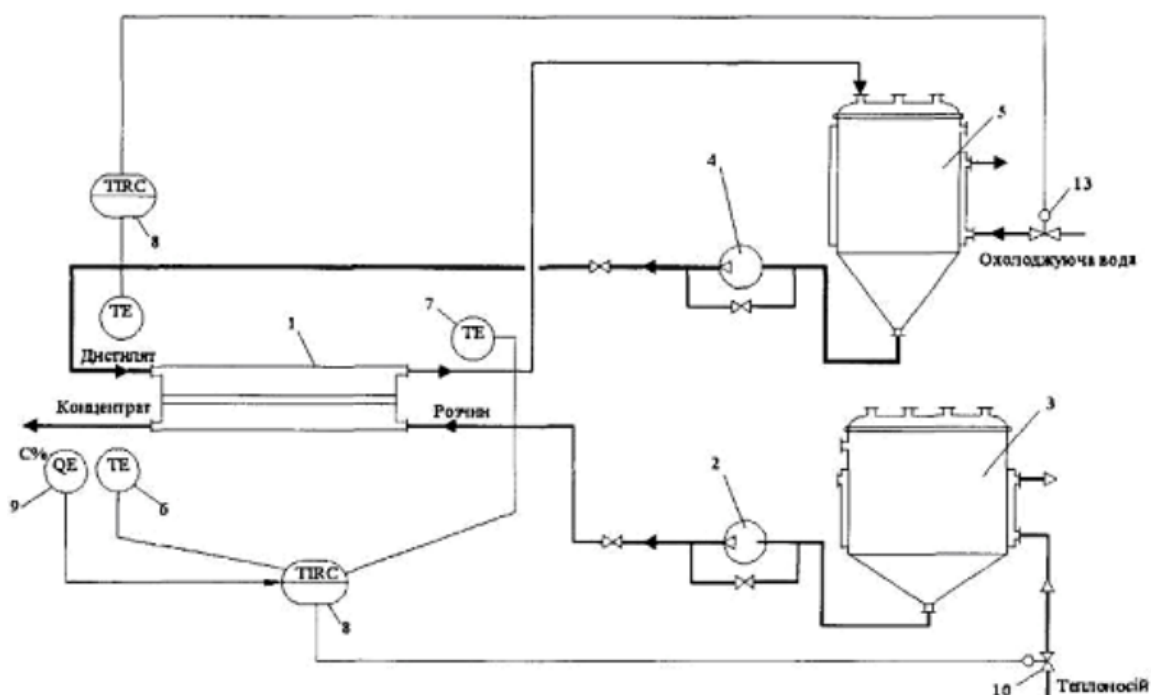 5
4
13
TIRC
8
Охолоджуюча вода
7
TE
TE
1
Дистилят
Концентрат
Розчин
3
C%
QE
TE
9
6
2
TIRC
8
10
Теплоносій